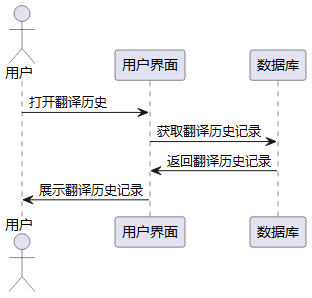 用户
用户界面
数据库
打开翻译历史
获取翻译历史记录
返回翻译历史记录
展示翻译历史记录
用户
用户界面
数据库